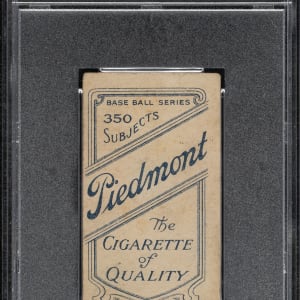 BASE BALL SERIES
350
SUBJECTS
Piedmont
The
CIGARETTE
of
QUALITY